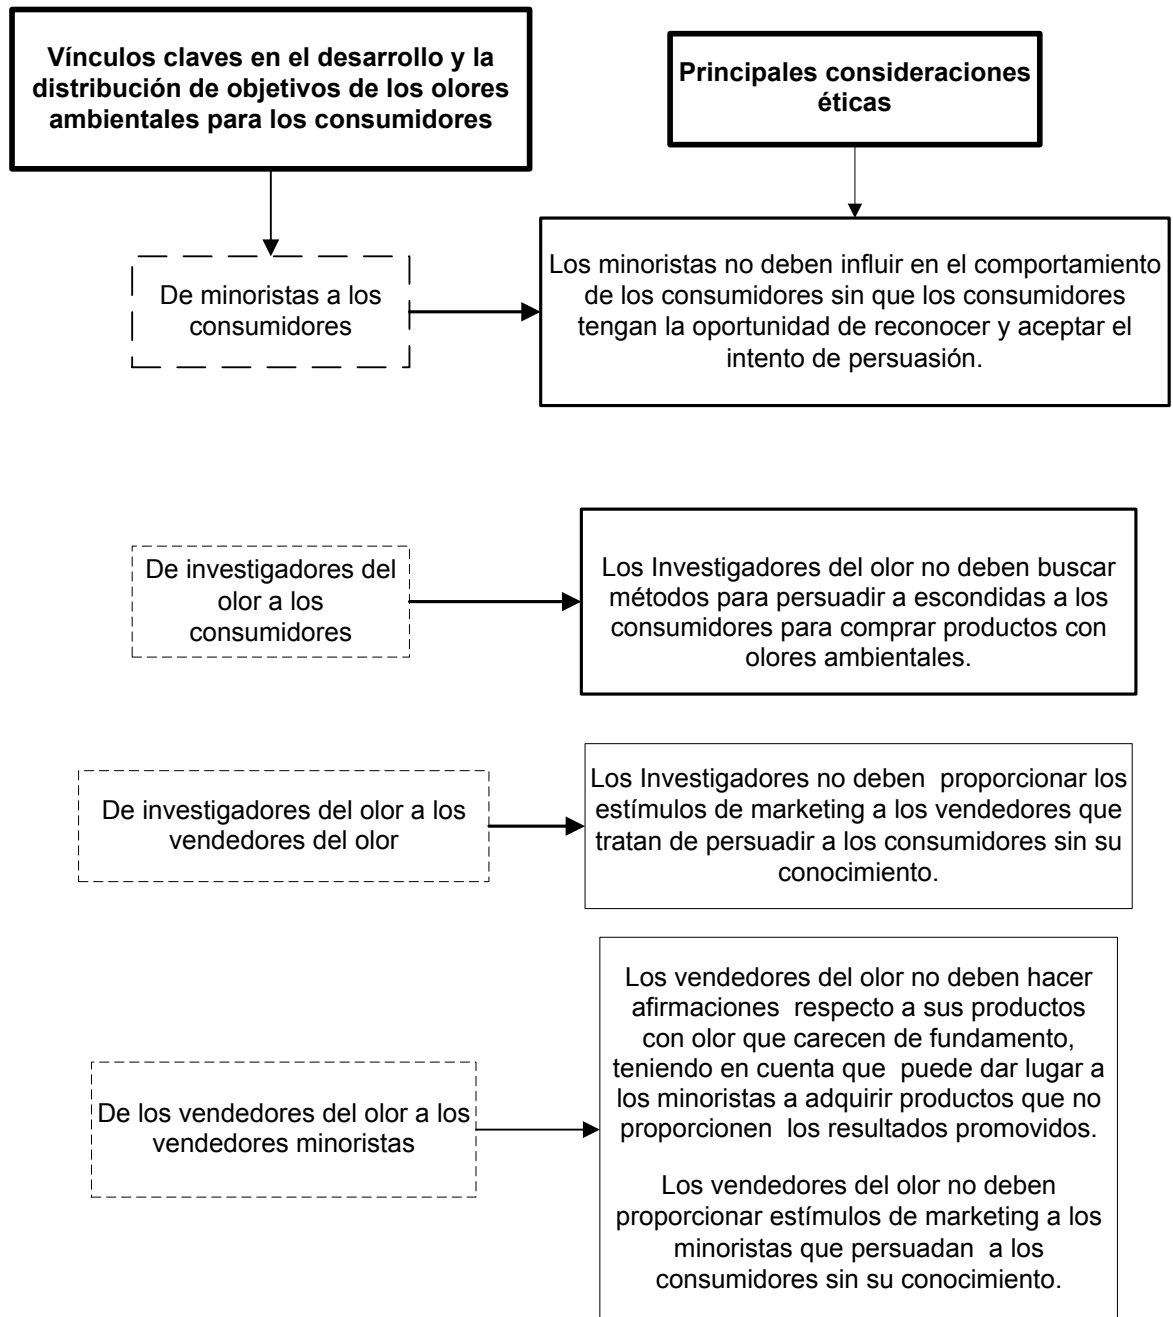 Vínculos claves en el desarrollo y la
distribución de objetivos de los olores
ambientales para los consumidores
Principales consideraciones
éticas
De minoristas a los
consumidores
Los minoristas no deben influir en el comportamiento
de los consumidores sin que los consumidores
tengan la oportunidad de reconocer y aceptar el
intento de persuasión.
De investigadores del
olor a los
consumidores
Los Investigadores del olor no deben buscar
métodos para persuadir a escondidas a los
consumidores para comprar productos con
olores ambientales.
De investigadores del olor a los
vendedores del olor
Los Investigadores no deben proporcionar los
estímulos de marketing a los vendedores que
tratan de persuadir a los consumidores sin su
conocimiento.
De los vendedores del olor a los
vendedores minoristas
Los vendedores del olor no deben hacer
afirmaciones respecto a sus productos
con olor que carecen de fundamento,
teniendo en cuenta que puede dar lugar a
los minoristas a adquirir productos que no
proporcionen los resultados promovidos.
Los vendedores del olor no deben
proporcionar estímulos de marketing a los
minoristas que persuadan a los
consumidores sin su conocimiento.